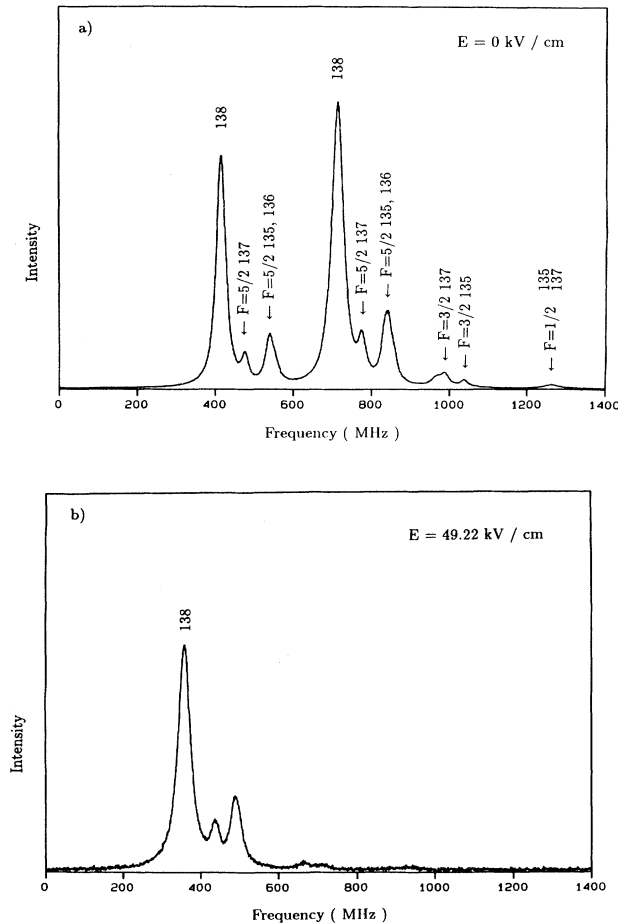 a)
E = 0 kV / cm
138
138
F=5/2 137
F=5/2 135, 136
F=5/2 137
F=5/2 135, 136
F=3/2 137
F=3/2 135
F=1/2 135
137
Intensity
0 200 400 600 800 1000 1200 1400
Frequency ( MHz )
b)
E = 49.22 kV / cm
138
Intensity
0 200 400 600 800 1000 1200 1400
Frequency ( MHz )